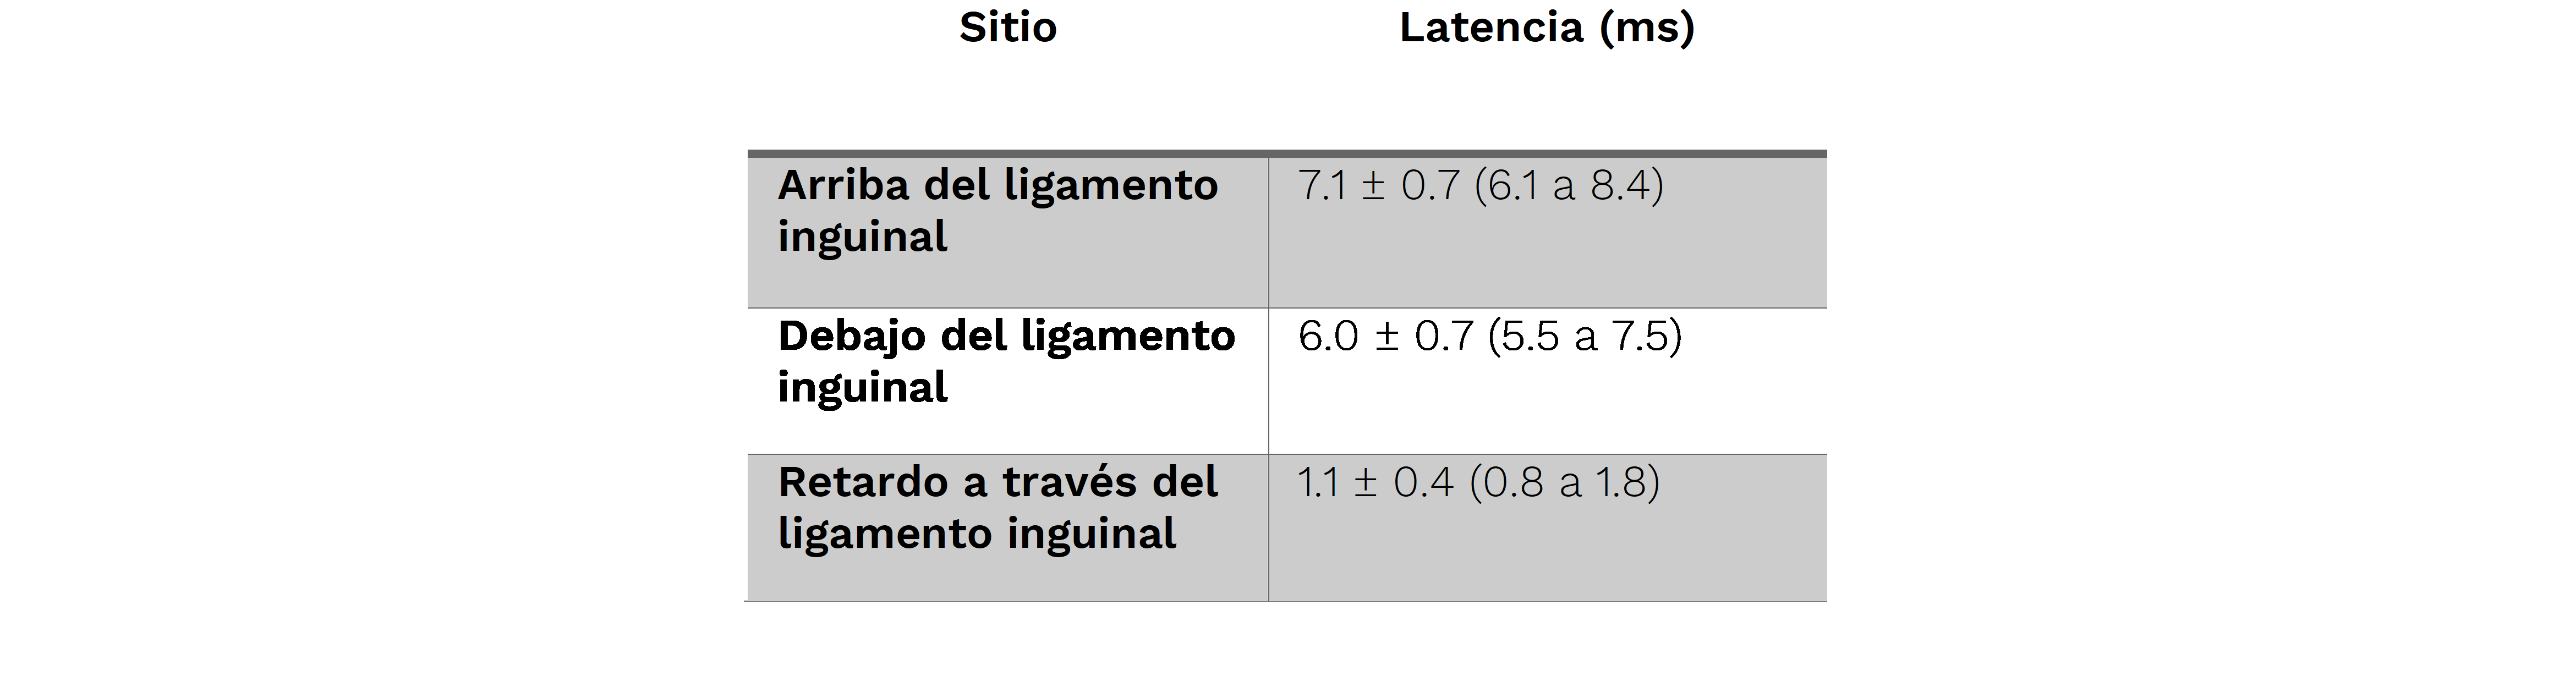 Sitio Latencia (ms)
Arriba del ligamento 7.1 ± 0.7 (6.1 a 8.4)
inguinal
Debajo del ligamento 6.0 ± 0.7 (5.5 a 7.5)
inguinal
Retardo a través del 1.1 ± 0.4 (0.8 a 1.8)
ligamento inguinal